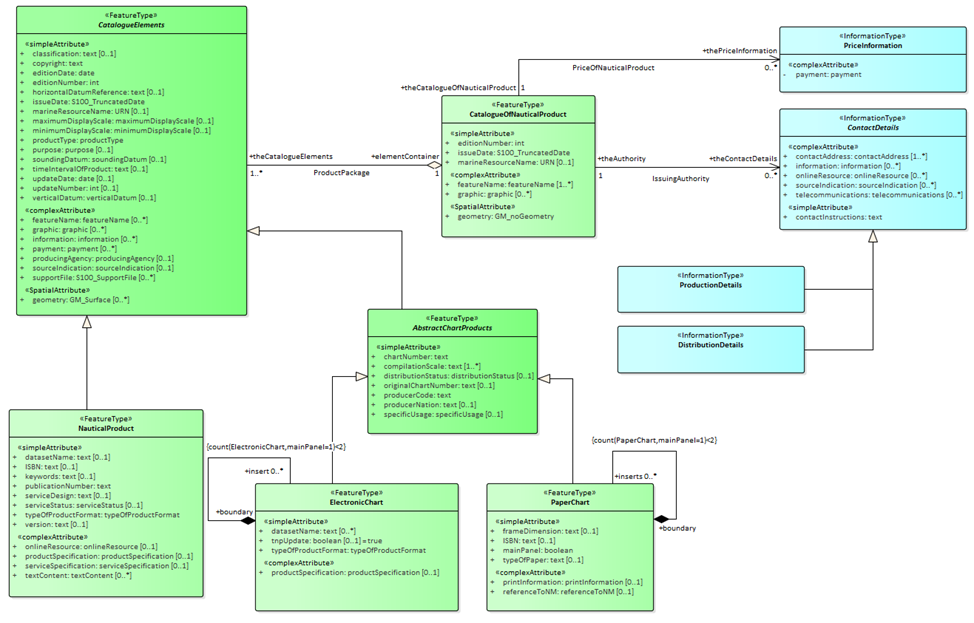 «FeatureType»
CatalogueElements
«simpleAttribute»
+ classification: text [0..1]
+ copyright: text
+ editionDate: date
+ editionNumber: int
+ horizontalDatumReference: text [0..1]
+ issueDate: S100_TruncatedDate
+ marineResourceName: URN [0..1]
+ maximumDisplayScale: maximumDisplayScale [0..1]
+ minimumDisplayScale: minimumDisplayScale [0..1]
+ productType: productType
+ purpose: purpose [0..1]
+ soundingDatum: soundingDatum [0..1]
+ timeIntervalOfProduct: text [0..1]
+ updateDate: date [0..1]
+ updateNumber: int [0..1]
+ verticalDatum: verticalDatum [0..1]
«complexAttribute»
+ featureName: featureName [0..*]
+ graphic: graphic [0..*]
+ information: information [0..*]
+ payment: payment [0..*]
+ producingAgency: producingAgency [0..1]
+ sourceIndication: sourceIndication [0..1]
+ supportFile: S100_SupportFile [0..*]
«SpatialAttribute»
+ geometry: GM_Surface [0..*]
+theCatalogueElements
1..*
ProductPackage
+elementContainer
1
+theCatalogueOfNauticalProduct
1
PriceOfNauticalProduct
+thePriceInformation
0..*
«FeatureType»
CatalogueOfNauticalProduct
«simpleAttribute»
+ editionNumber: int
+ issueDate: S100_TruncatedDate
+ marineResourceName: URN [0..1]
«complexAttribute»
+ featureName: featureName [1..*]
+ graphic: graphic [0..*]
«SpatialAttribute»
+ geometry: GM_noGeometry
+theAuthority
1
IssuingAuthority
+theContactDetails
0..*
«InformationType»
PriceInformation
«complexAttribute»
- payment: payment
«InformationType»
ContactDetails
«complexAttribute»
+ contactAddress: contactAddress [1..*]
+ information: information [0..*]
+ onlineResource: onlineResource [0..*]
+ sourceIndication: sourceIndication [0..*]
+ telecommunications: telecommunications [0..*]
«simpleAttribute»
+ contactInstructions: text
«InformationType»
ProductionDetails
«InformationType»
DistributionDetails
«FeatureType»
AbstractChartProducts
«simpleAttribute»
+ chartNumber: text
+ compilationScale: text [1..*]
+ distributionStatus: distributionStatus [0..1]
+ originalChartNumber: text [0..1]
+ producerCode: text
+ producerNation: text [0..1]
+ specificUsage: specificUsage [0..1]
«FeatureType»
NauticalProduct
«simpleAttribute»
+ datasetName: text [0..1]
+ ISBN: text [0..1]
+ keywords: text [0..1]
+ publicationNumber: text
+ serviceDesign: text [0..1]
+ serviceStatus: serviceStatus [0..1]
+ typeOfProductFormat: typeOfProductFormat
+ version: text [0..1]
«complexAttribute»
+ onlineResource: onlineResource [0..1]
+ productSpecification: productSpecification [0..1]
+ serviceSpecification: serviceSpecification [0..1]
+ textContent: textContent [0..*]
{count(ElectronicChart,mainPanel=1)<2}
+insert 0..*
+boundary
«FeatureType»
ElectronicChart
«simpleAttribute»
+ datasetName: text [0..*]
+ tnpUpdate: boolean [0..1] = true
+ typeOfProductFormat: typeOfProductFormat
«complexAttribute»
+ productSpecification: productSpecification [0..1]
{count(PaperChart,mainPanel=1)<2}
+inserts 0..*
+boundary
«FeatureType»
PaperChart
«simpleAttribute»
+ frameDimension: text [0..1]
+ ISBN: text [0..1]
+ mainPanel: boolean
+ typeOfPaper: text [0..1]
«complexAttribute»
+ printInformation: printInformation [0..1]
+ referenceToNM: referenceToNM [0..1]